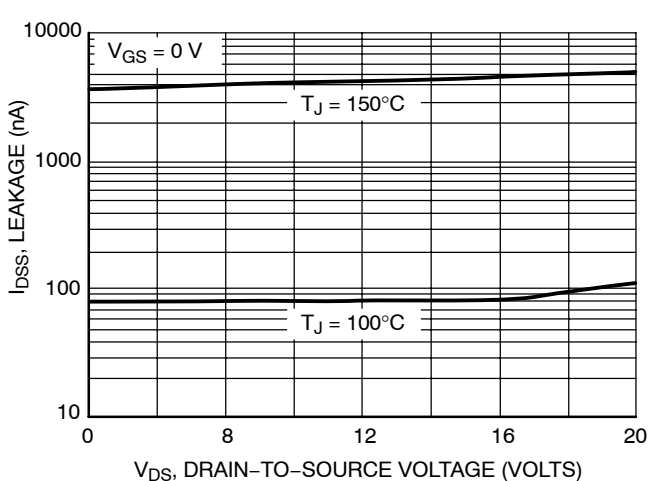 10000
V_GS = 0 V
T_J = 150°C
1000
I_DSS, LEAKAGE (nA)
100
T_J = 100°C
10
0 8 12 16 20
V_DS, DRAIN−TO−SOURCE VOLTAGE (VOLTS)